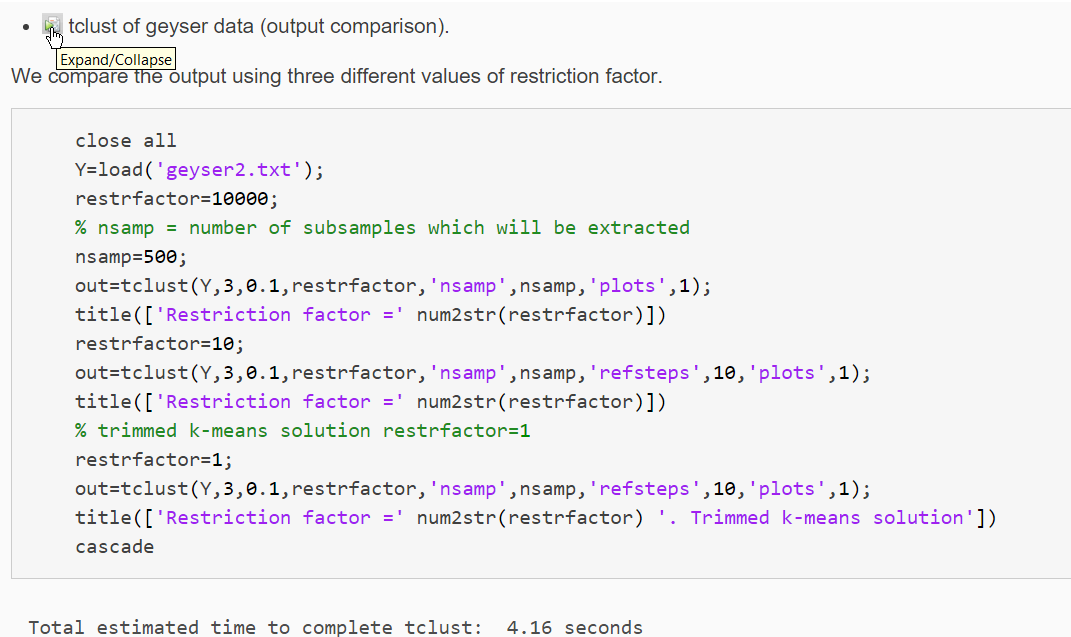 tclust of geyser data (output comparison).
Expand/Collapse
We compare the output using three different values of restriction factor.
close all
Y=load('geyser2.txt');
restrfactor=10000;
% nsamp = number of subsamples which will be extracted
nsamp=500;
out=tclust(Y,3,0.1,restrfactor,'nsamp',nsamp,'plots',1);
title(['Restriction factor =' num2str(restrfactor)])
restrfactor=10;
out=tclust(Y,3,0.1,restrfactor,'nsamp',nsamp,'refsteps',10,'plots',1);
title(['Restriction factor =' num2str(restrfactor)])
% trimmed k-means solution restrfactor=1
restrfactor=1;
out=tclust(Y,3,0.1,restrfactor,'nsamp',nsamp,'refsteps',10,'plots',1);
title(['Restriction factor =' num2str(restrfactor) '. Trimmed k-means solution'])
cascade
Total estimated time to complete tclust:  4.16 seconds